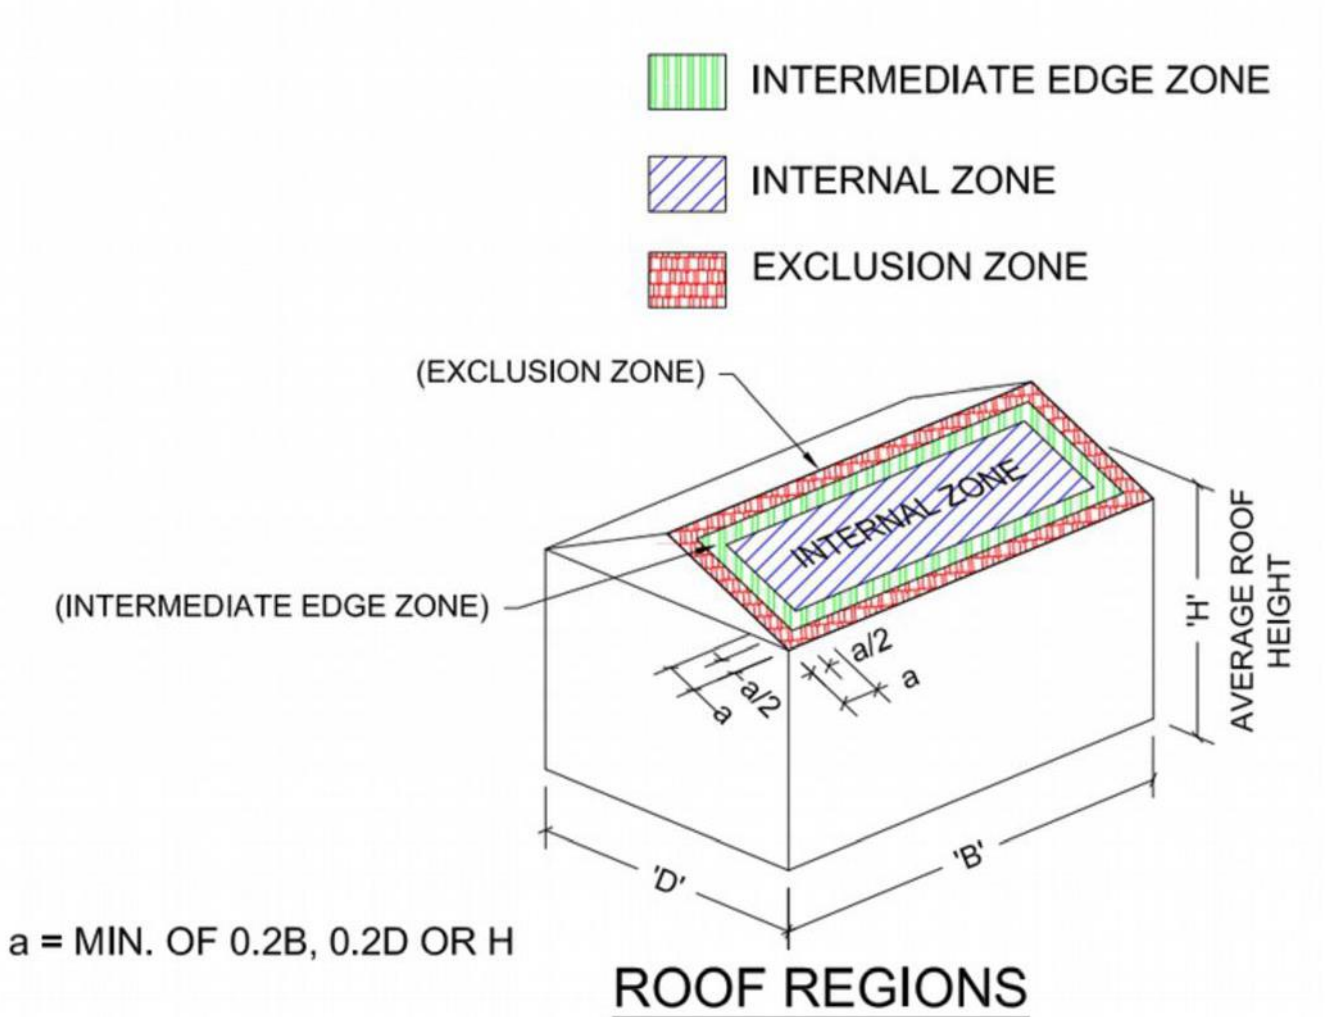 INTERMEDIATE EDGE ZONE
INTERNAL ZONE
EXCLUSION ZONE
(EXCLUSION ZONE)
INTERNAL ZONE
(INTERMEDIATE EDGE ZONE)
a/2
a
a/2
a
'H'
AVERAGE ROOF
HEIGHT
'D'
'B'
a = MIN. OF 0.2B, 0.2D OR H
ROOF REGIONS